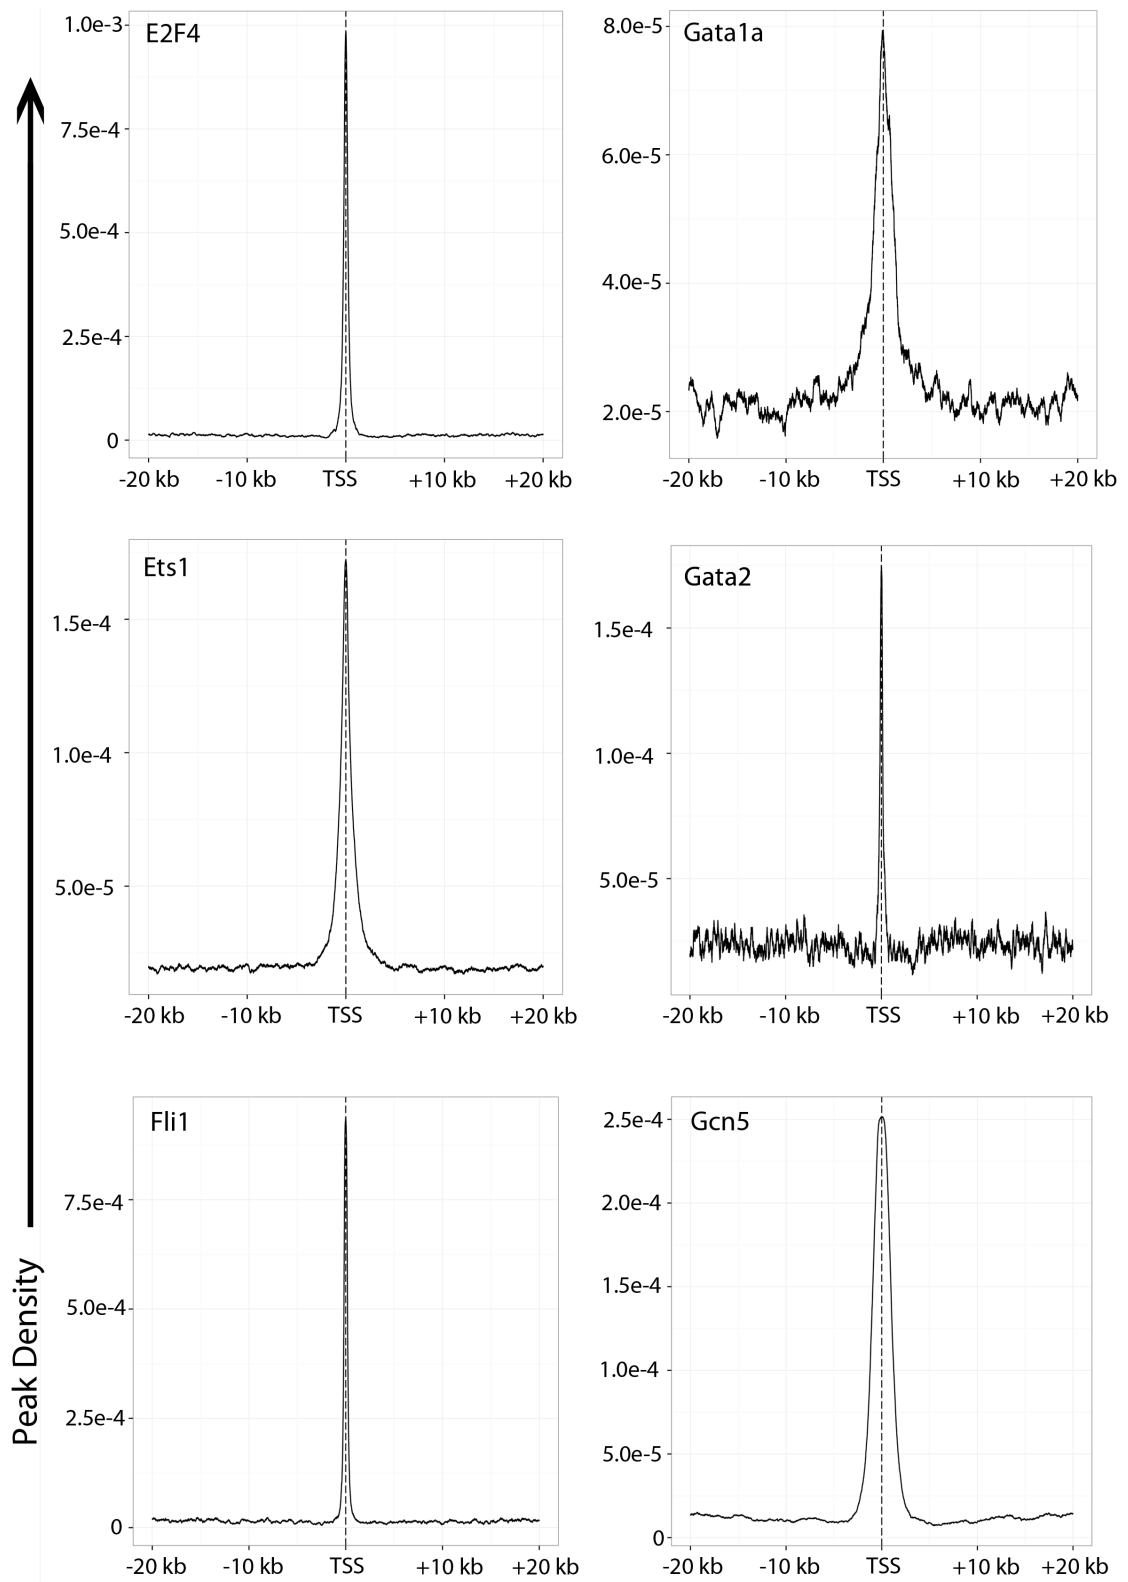 Peak Density
E2F4
1.0e-3
7.5e-4
5.0e-4
2.5e-4
0
-20 kb -10 kb TSS +10 kb +20 kb
Gata1a
8.0e-5
6.0e-5
4.0e-5
2.0e-5
-20 kb -10 kb TSS +10 kb +20 kb
Ets1
1.5e-4
1.0e-4
5.0e-5
-20 kb -10 kb TSS +10 kb +20 kb
Gata2
1.5e-4
1.0e-4
5.0e-5
-20 kb -10 kb TSS +10 kb +20 kb
Fli1
7.5e-4
5.0e-4
2.5e-4
0
-20 kb -10 kb TSS +10 kb +20 kb
Gcn5
2.5e-4
2.0e-4
1.5e-4
1.0e-4
5.0e-5
0
-20 kb -10 kb TSS +10 kb +20 kb